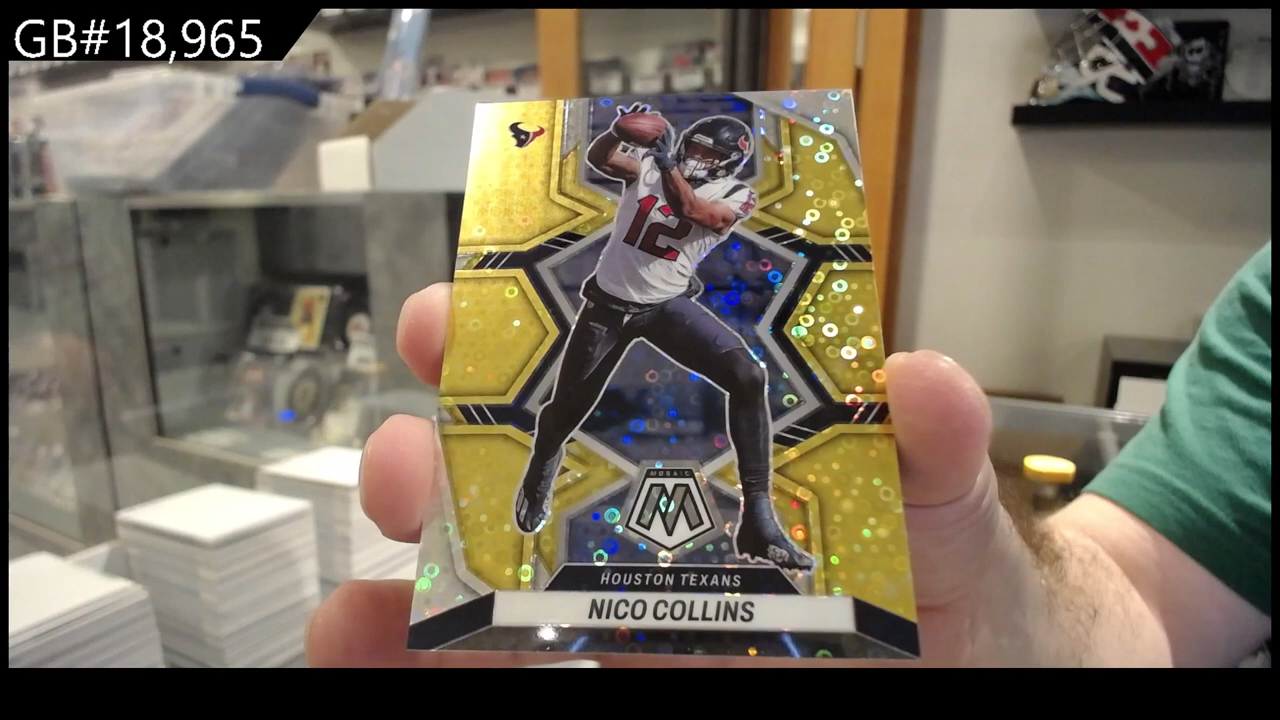 GB#18,965
12
MOSAIC
M
HOUSTON TEXANS
NICO COLLINS